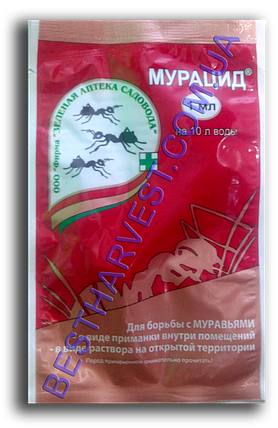 МУРАЦИД®
1 МЛ
на 10 л воды
ООО "Фирма "ЗЕЛЕНАЯ АПТЕКА САДОВОДА"
Для борьбы с МУРАВЬЯМИ
- в виде приманки внутри помещений
- в виде раствора на открытой территории
(Перед применением внимательно прочитать!)
BESTHARVEST.COM.UA